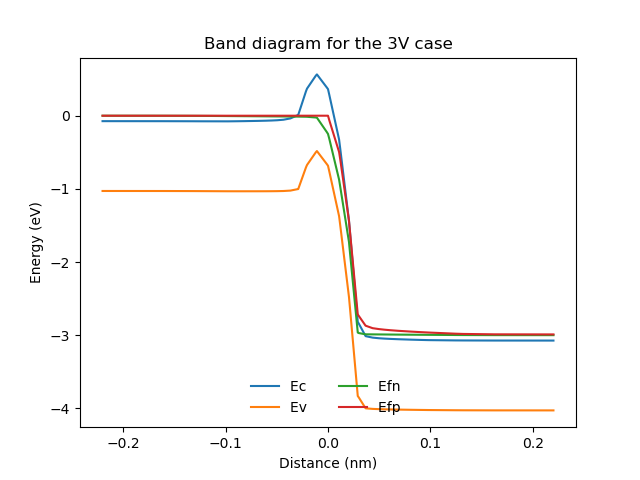 Band diagram for the 3V case
Energy (eV)
0
−1
−2
−3
−4
Ec
Efn
Ev
Efp
−0.2
−0.1
0.0
0.1
0.2
Distance (nm)